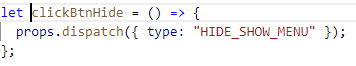 let clickBtnHide = () => {
  props.dispatch({ type: "HIDE_SHOW_MENU" });
};